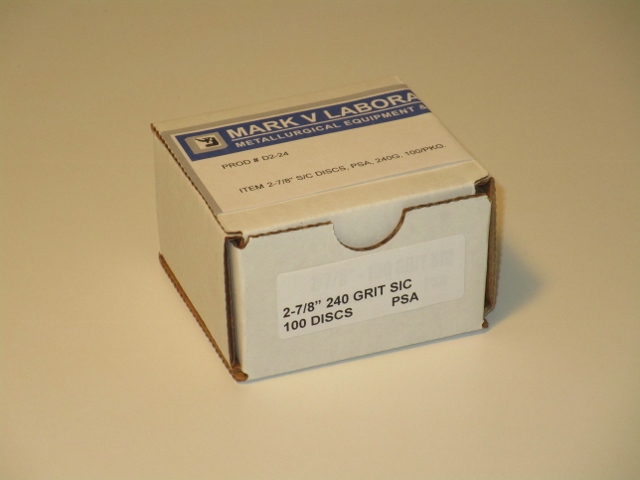 MARK V LABORA
METALLURGICAL EQUIPMENT &
PROD # D2-24
ITEM 2-7/8" S/C DISCS, PSA, 240G, 100/PKG.
2-7/8" 240 GRIT SIC
100 DISCS PSA